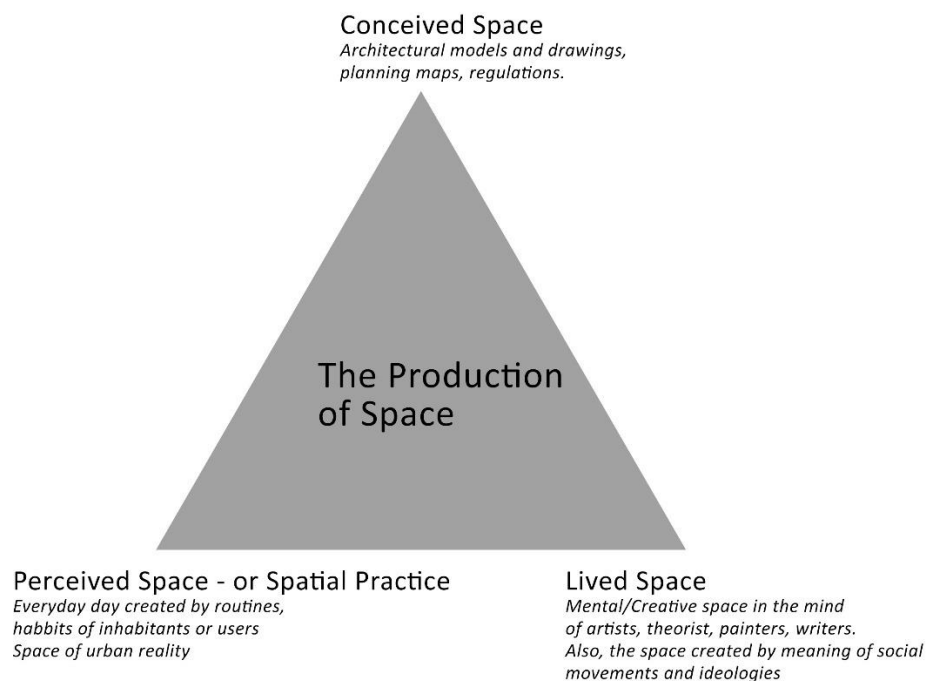 Conceived Space
Architectural models and drawings,
planning maps, regulations.
The Production
of Space
Perceived Space - or Spatial Practice
Everyday day created by routines,
habbits of inhabitants or users
Space of urban reality
Lived Space
Mental/Creative space in the mind
of artists, theorist, painters, writers.
Also, the space created by meaning of social
movements and ideologies